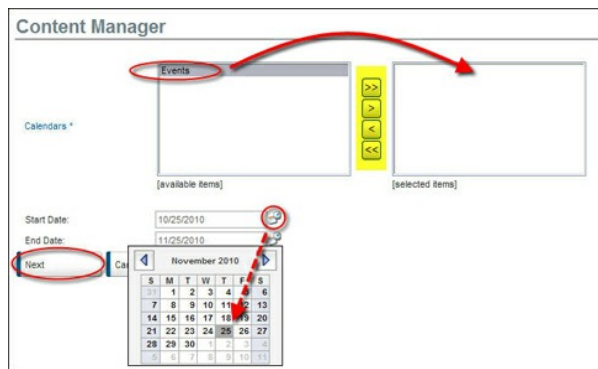 Content Manager
Events
Calendars *
>>
>
<
<<
[available items]
[selected items]
Start Date: 10/25/2010
End Date: 11/25/2010
Next
November 2010
S M T W T F S
31 1 2 3 4 5 6
7 8 9 10 11 12 13
14 15 16 17 18 19 20
21 22 23 24 25 26 27
28 29 30 1 2 3 4
5 6 7 8 9 10 11